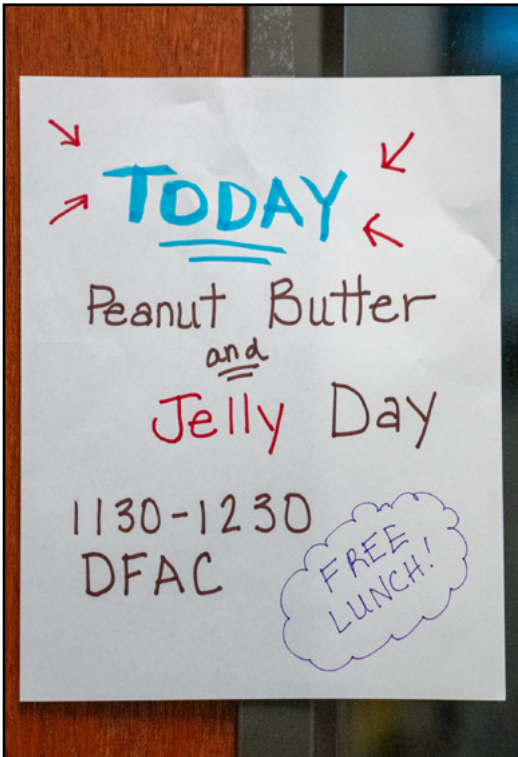 TODAY
Peanut Butter
and
Jelly Day
1130-1230
DFAC
FREE
LUNCH!